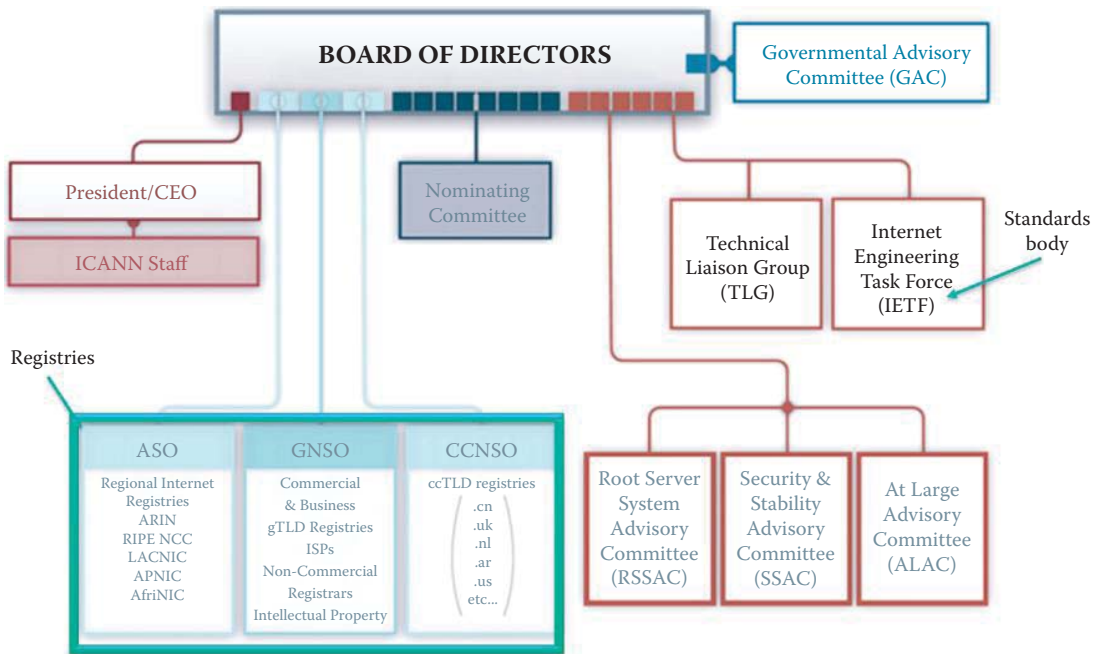 BOARD OF DIRECTORS
Governmental Advisory
Committee (GAC)
President/CEO
ICANN Staff
Nominating
Committee
Technical
Liaison Group
(TLG)
Internet
Engineering
Task Force
(IETF)
Standards
body
Registries
ASO
Regional Internet
Registries
ARIN
RIPE NCC
LACNIC
APNIC
AfriNIC
GNSO
Commercial
& Business
gTLD Registries
ISPs
Non-Commercial
Registrars
Intellectual Property
CCNSO
ccTLD registries
.cn
.uk
.nl
.ar
.us
etc...
Root Server
System
Advisory
Committee
(RSSAC)
Security &
Stability
Advisory
Committee
(SSAC)
At Large
Advisory
Committee
(ALAC)